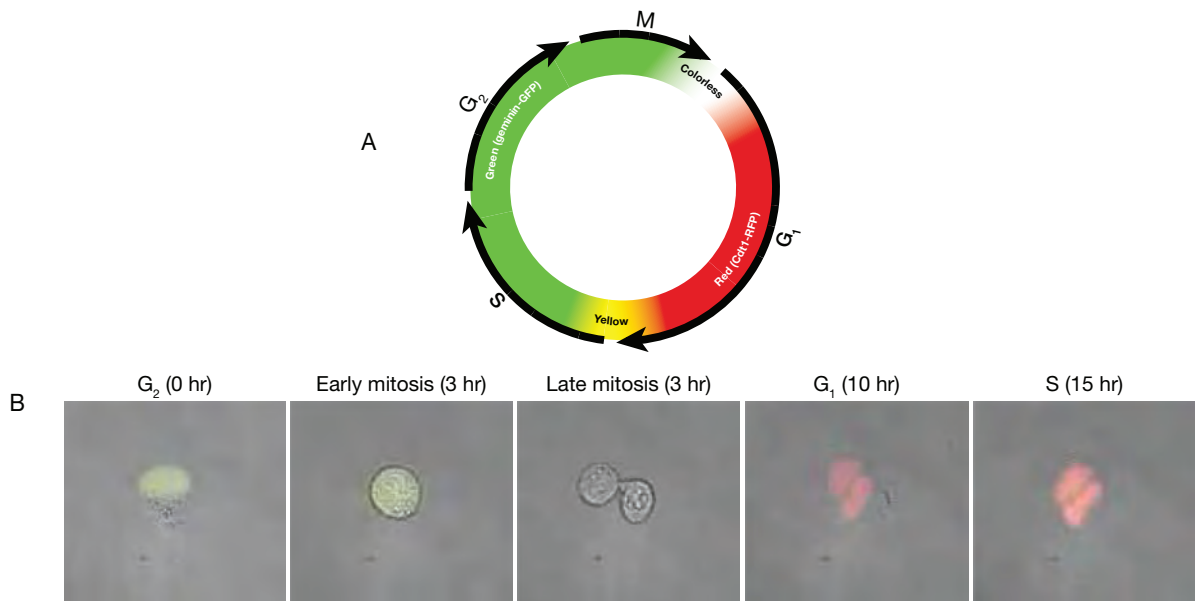 A
M
Colorless
G₁
Red (Cdt1-RFP)
Yellow
S
G₂
Green (geminin-GFP)
B
G₂ (0 hr)
Early mitosis (3 hr)
Late mitosis (3 hr)
G₁ (10 hr)
S (15 hr)